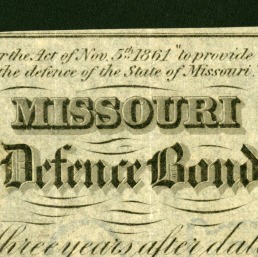 the Act of Nov. 5th 1861 "to provide
the defence of the State of Missouri."
MISSOURI
Defence Bond
Three years after dat